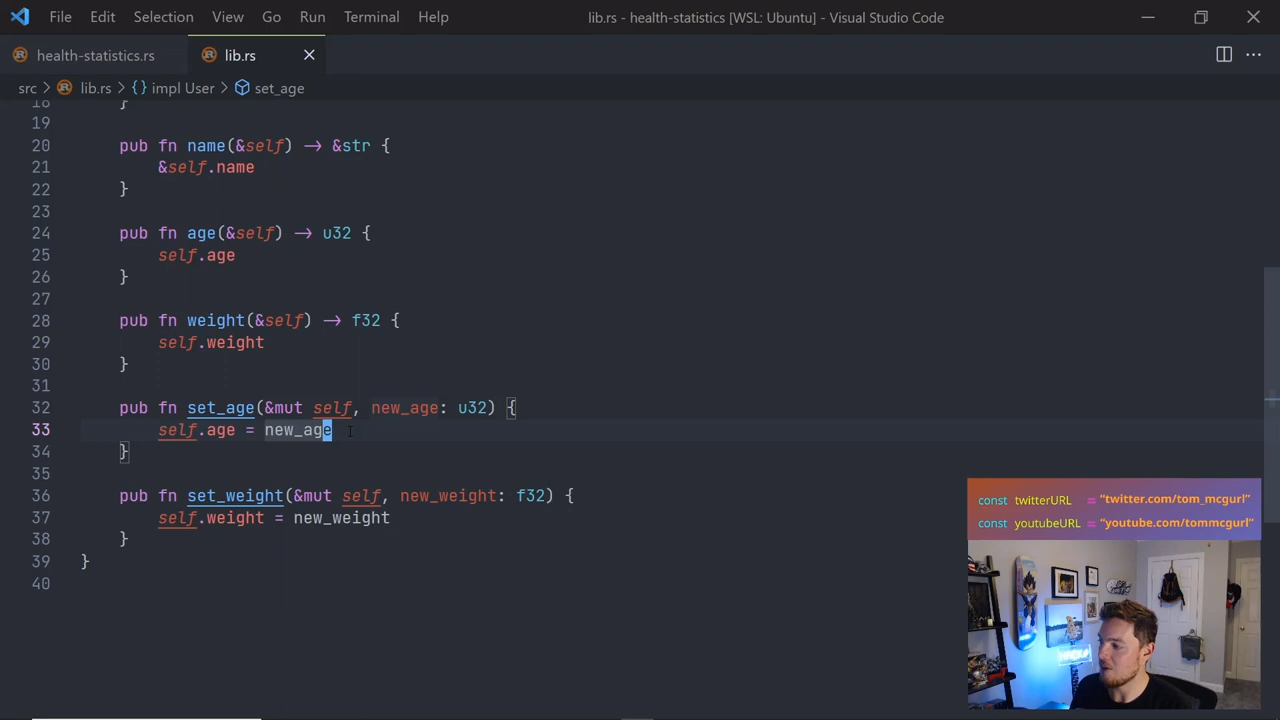 File Edit Selection View Go Run Terminal Help lib.rs - health-statistics [WSL: Ubuntu] - Visual Studio Code
health-statistics.rs lib.rs
src > lib.rs > {} impl User > set_age
18 }
19
20 pub fn name(&self) -> &str {
21 &self.name
22 }
23
24 pub fn age(&self) -> u32 {
25 self.age
26 }
27
28 pub fn weight(&self) -> f32 {
29 self.weight
30 }
31
32 pub fn set_age(&mut self, new_age: u32) {
33 self.age = new_age
34 }
35
36 pub fn set_weight(&mut self, new_weight: f32) {
37 self.weight = new_weight
38 }
39 }
40
const twitterURL = "twitter.com/tom_mcgurl"
const youtubeURL = "youtube.com/tommcgurl"